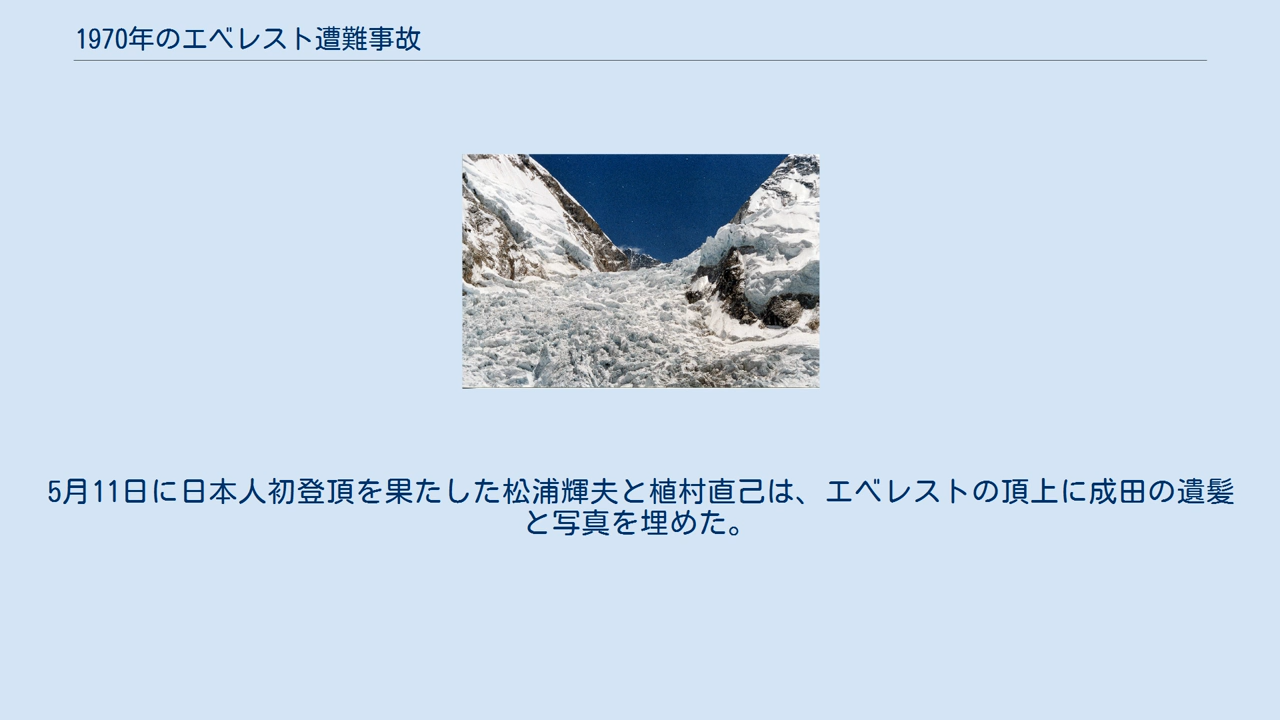 1970年のエベレスト遭難事故
5月11日に日本人初登頂を果たした松浦輝夫と植村直己は、エベレストの頂上に成田の遺髪
と写真を埋めた。